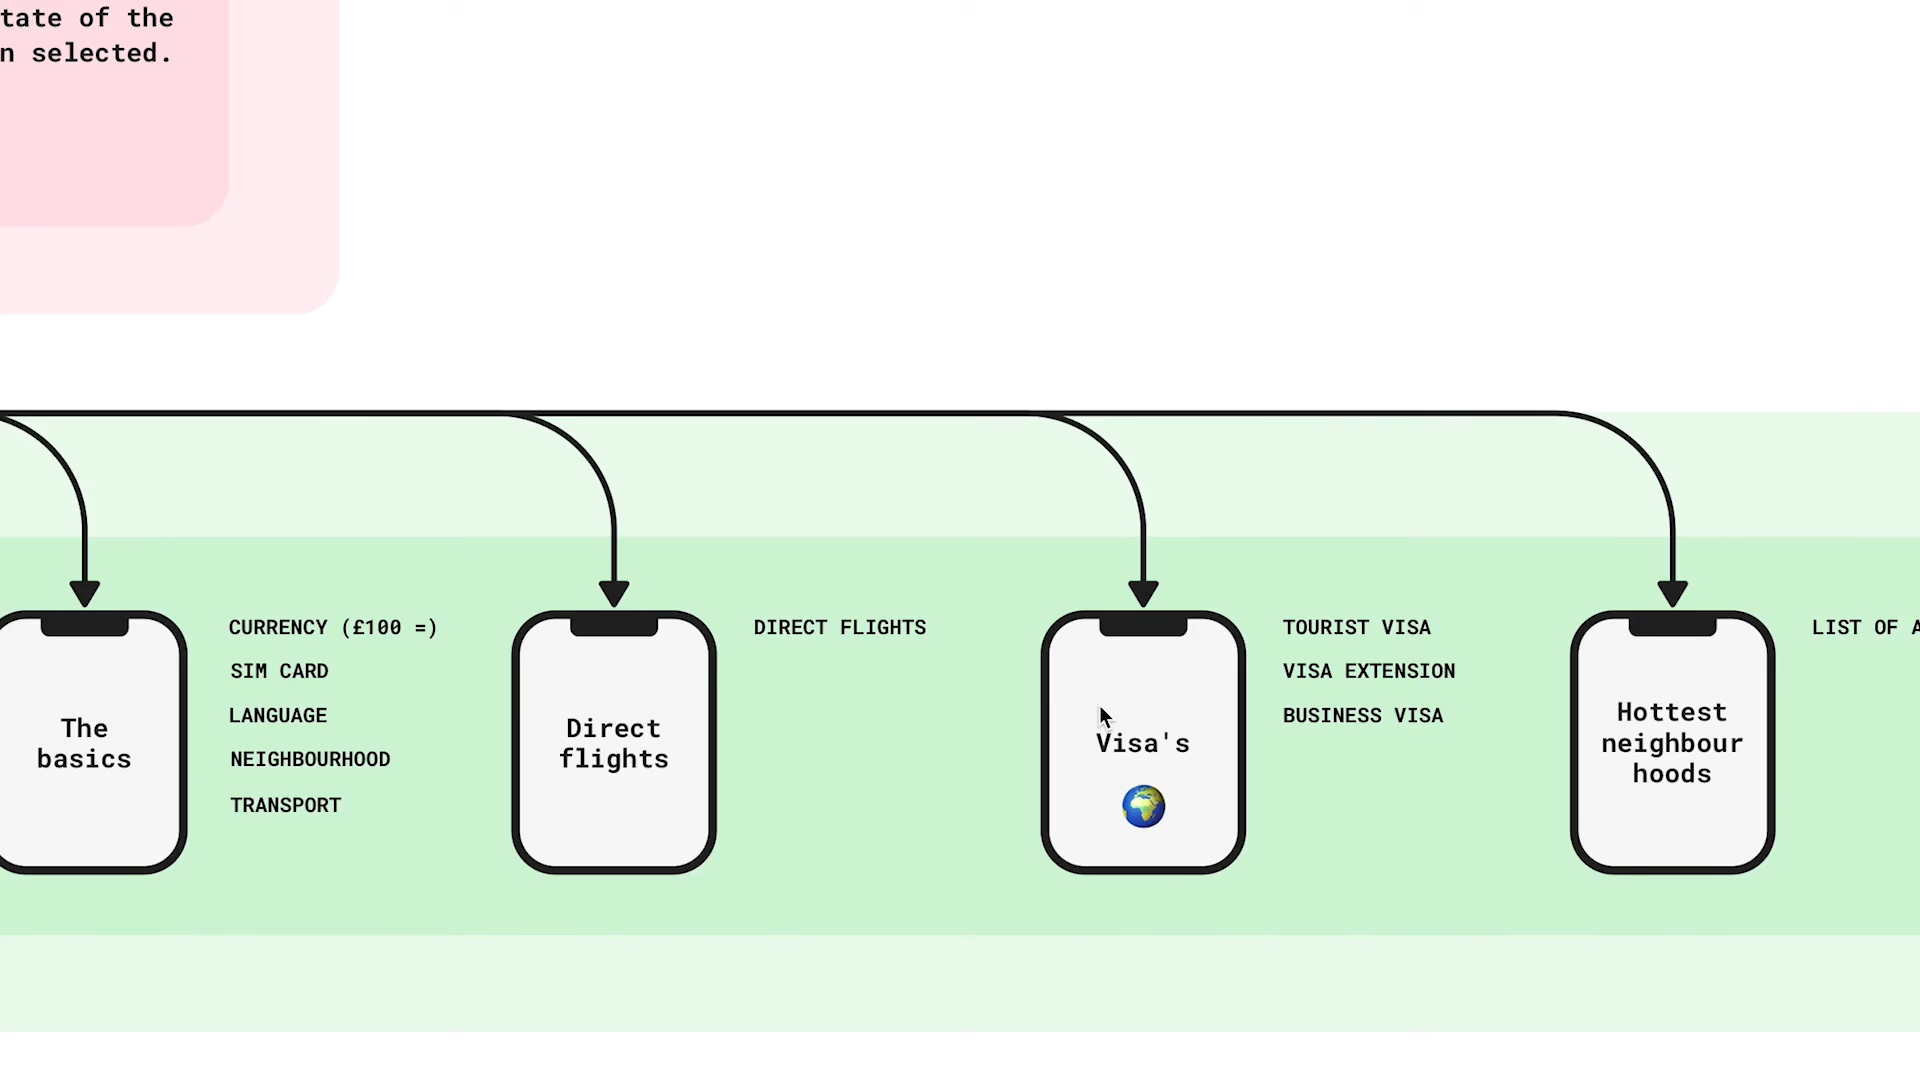 tate of the
n selected.
The
basics
CURRENCY (£100 =)
SIM CARD
LANGUAGE
NEIGHBOURHOOD
TRANSPORT
Direct
flights
DIRECT FLIGHTS
Visa's
TOURIST VISA
VISA EXTENSION
BUSINESS VISA
Hottest
neighbour
hoods
LIST OF A